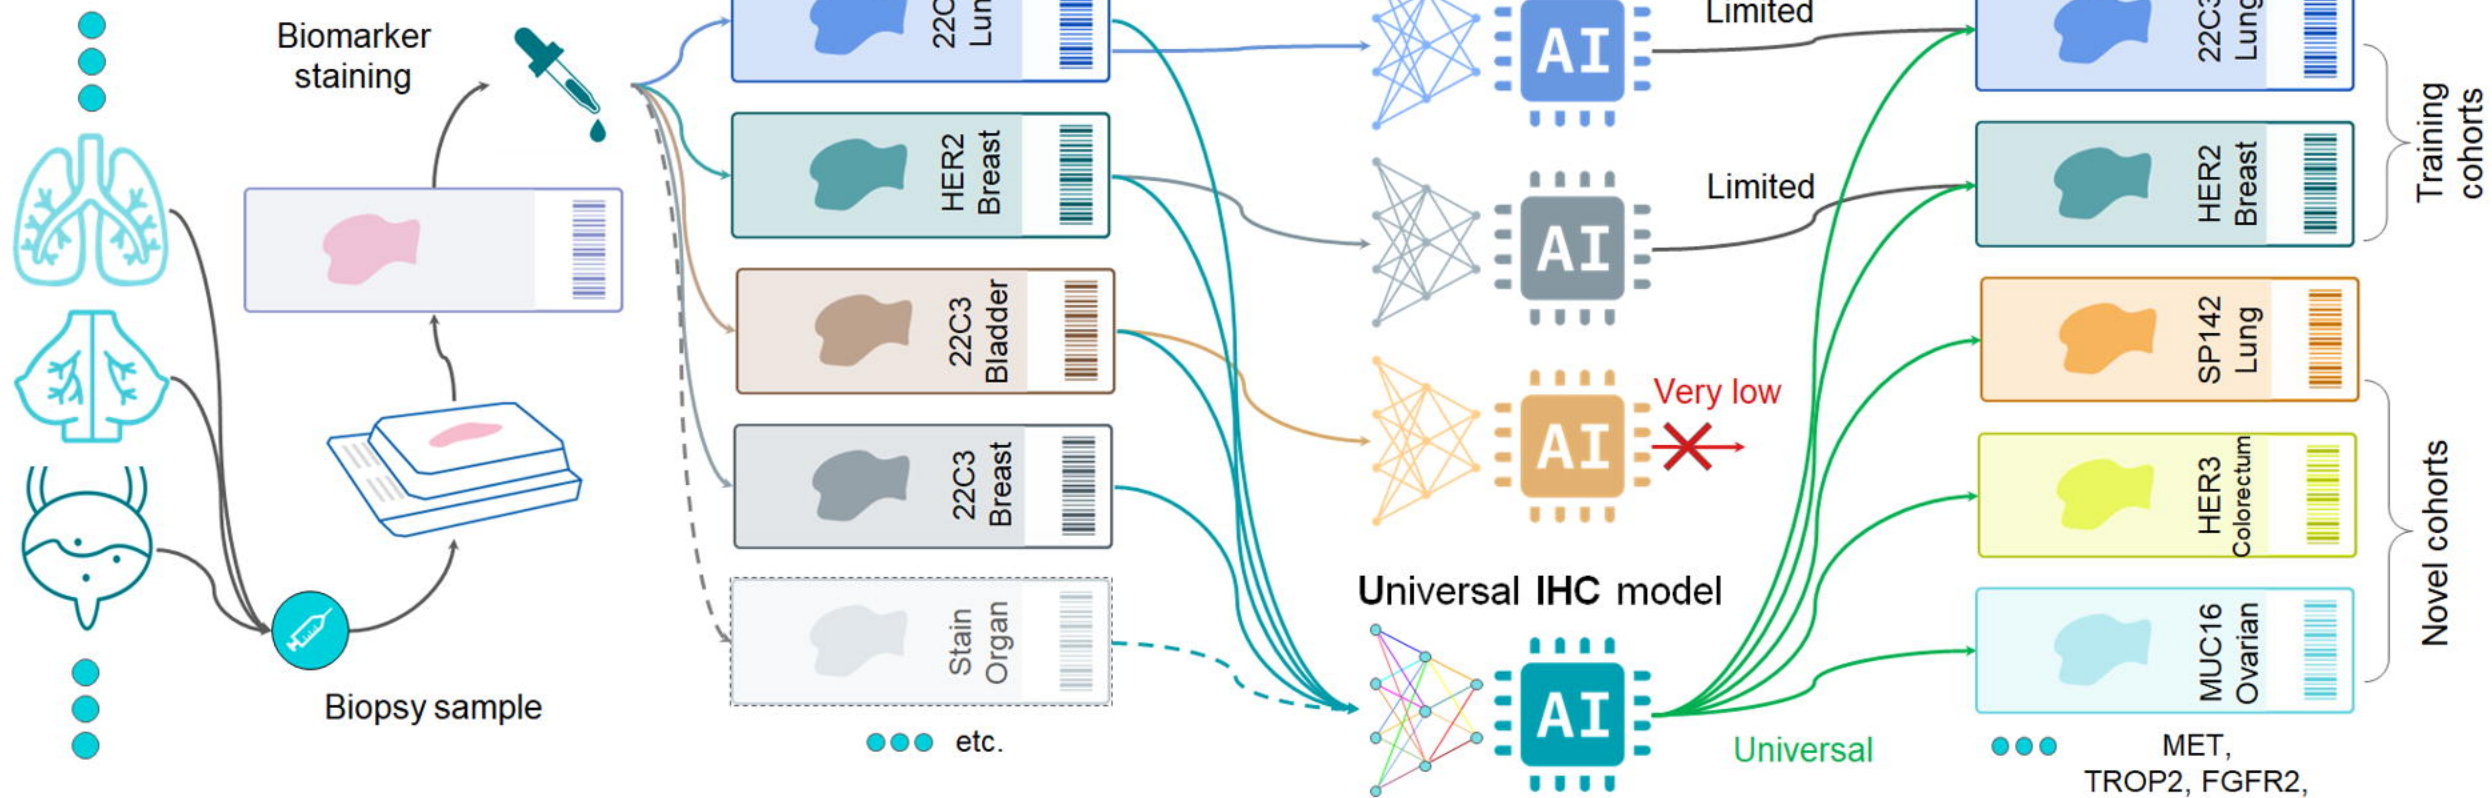 Biomarker
staining
Biopsy sample
Lun
HER2
Breast
22C3
Bladder
22C3
Breast
Stain
Organ
etc.
AI
AI
AI
Universal IHC model
AI
Limited
Limited
Very low
Universal
22C3
Lung
HER2
Breast
SP142
Lung
HER3
Colorectum
MUC16
Ovarian
MET,
TROP2, FGFR2,
Training
cohorts
Novel cohorts